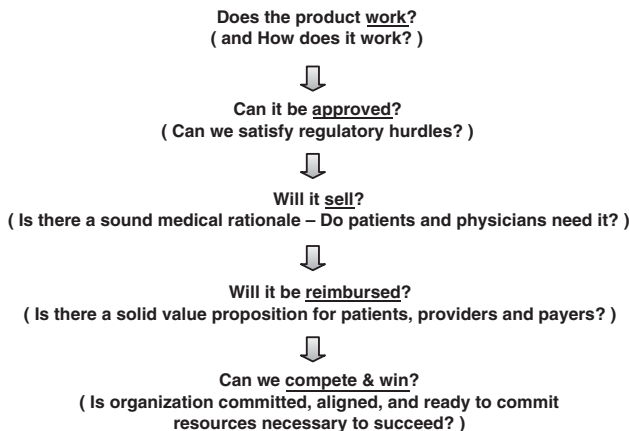 Does the product work?
( and How does it work? )
Can it be approved?
( Can we satisfy regulatory hurdles? )
Will it sell?
( Is there a sound medical rationale – Do patients and physicians need it? )
Will it be reimbursed?
( Is there a solid value proposition for patients, providers and payers? )
Can we compete & win?
( Is organization committed, aligned, and ready to commit
resources necessary to succeed? )